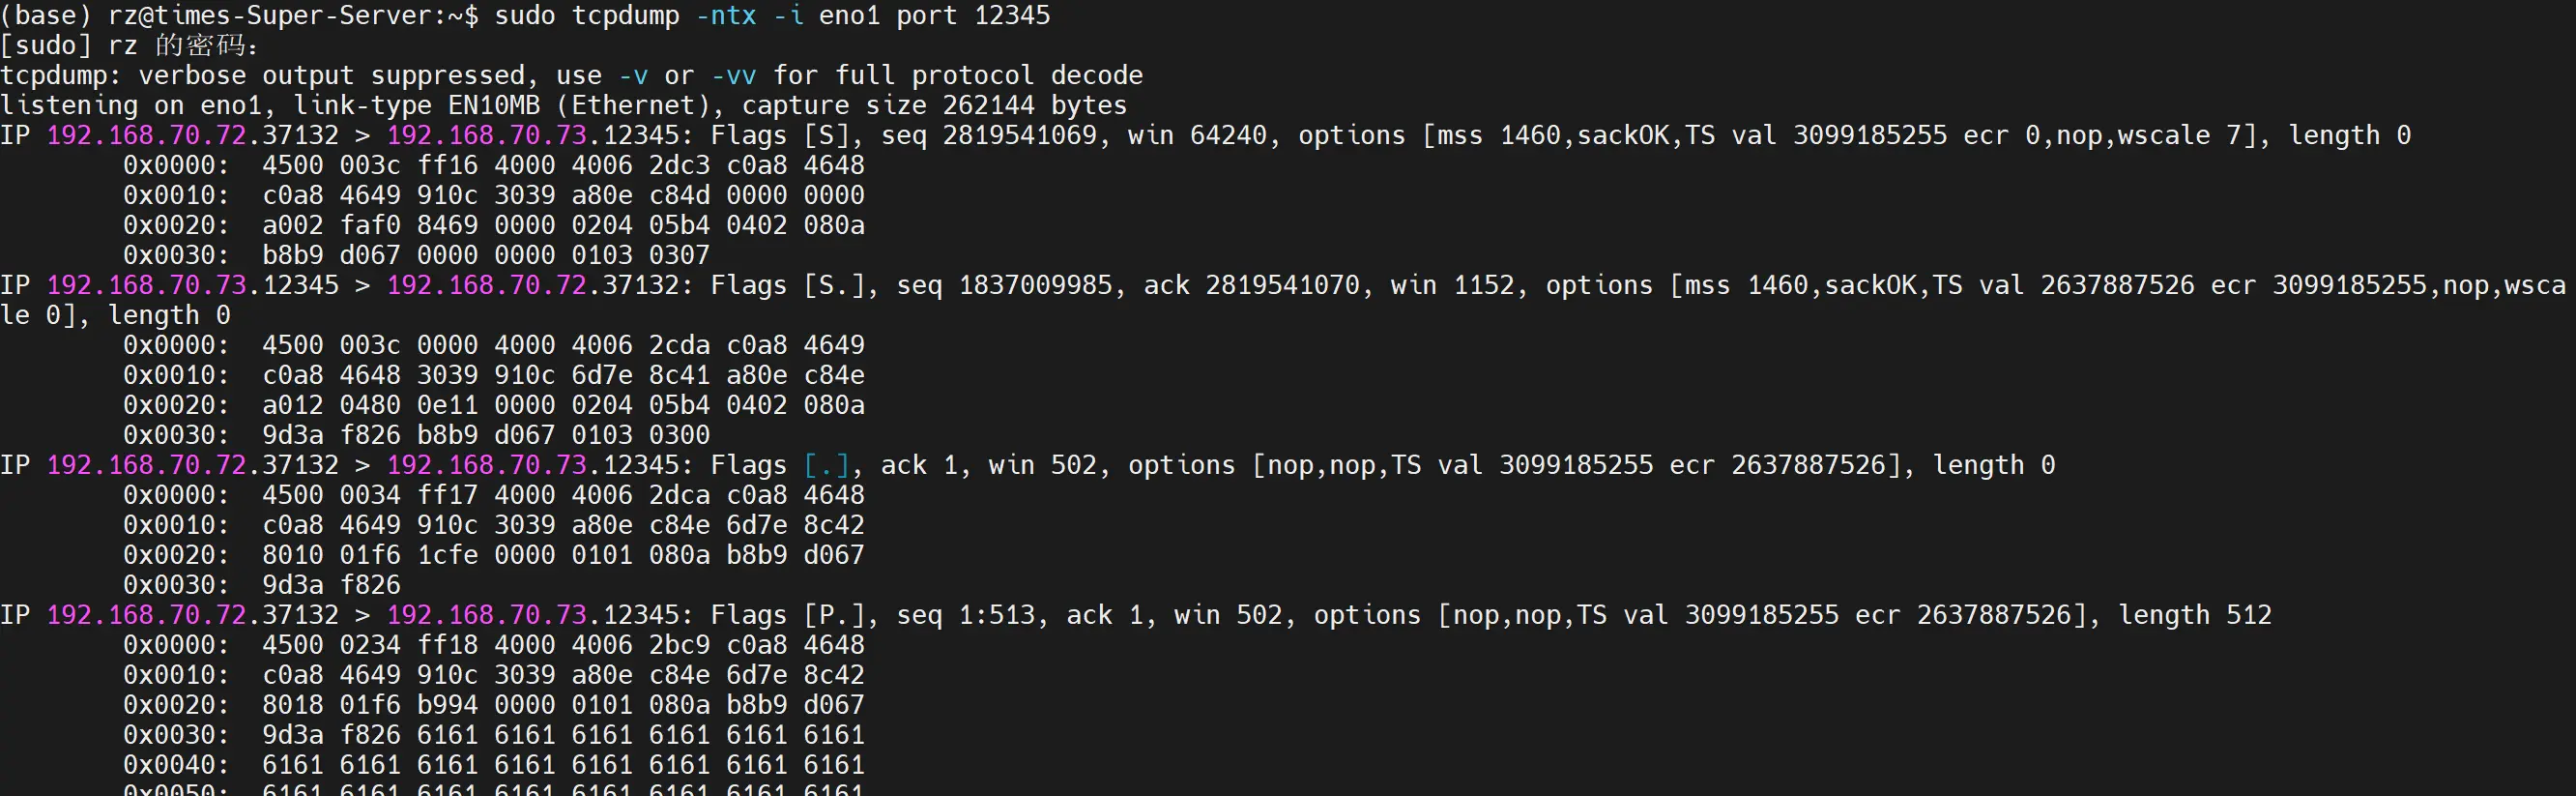 (base) rz@times-Super-Server:~$ sudo tcpdump -ntx -i eno1 port 12345
[sudo] rz 的密码：
tcpdump: verbose output suppressed, use -v or -vv for full protocol decode
listening on eno1, link-type EN10MB (Ethernet), capture size 262144 bytes
IP 192.168.70.72.37132 > 192.168.70.73.12345: Flags [S], seq 2819541069, win 64240, options [mss 1460,sackOK,TS val 3099185255 ecr 0,nop,wscale 7], length 0
0x0000:  4500 003c ff16 4000 4006 2dc3 c0a8 4648
0x0010:  c0a8 4649 910c 3039 a80e c84d 0000 0000
0x0020:  a002 faf0 8469 0000 0204 05b4 0402 080a
0x0030:  b8b9 d067 0000 0000 0103 0307
IP 192.168.70.73.12345 > 192.168.70.72.37132: Flags [S.], seq 1837009985, ack 2819541070, win 1152, options [mss 1460,sackOK,TS val 2637887526 ecr 3099185255,nop,wsca
le 0], length 0
0x0000:  4500 003c 0000 4000 4006 2cda c0a8 4649
0x0010:  c0a8 4648 3039 910c 6d7e 8c41 a80e c84e
0x0020:  a012 0480 0e11 0000 0204 05b4 0402 080a
0x0030:  9d3a f826 b8b9 d067 0103 0300
IP 192.168.70.72.37132 > 192.168.70.73.12345: Flags [.], ack 1, win 502, options [nop,nop,TS val 3099185255 ecr 2637887526], length 0
0x0000:  4500 0034 ff17 4000 4006 2dca c0a8 4648
0x0010:  c0a8 4649 910c 3039 a80e c84e 6d7e 8c42
0x0020:  8010 01f6 1cfe 0000 0101 080a b8b9 d067
0x0030:  9d3a f826
IP 192.168.70.72.37132 > 192.168.70.73.12345: Flags [P.], seq 1:513, ack 1, win 502, options [nop,nop,TS val 3099185255 ecr 2637887526], length 512
0x0000:  4500 0234 ff18 4000 4006 2bc9 c0a8 4648
0x0010:  c0a8 4649 910c 3039 a80e c84e 6d7e 8c42
0x0020:  8018 01f6 b994 0000 0101 080a b8b9 d067
0x0030:  9d3a f826 6161 6161 6161 6161 6161 6161
0x0040:  6161 6161 6161 6161 6161 6161 6161 6161
0x0050:  6161 6161 6161 6161 6161 6161 6161 6161